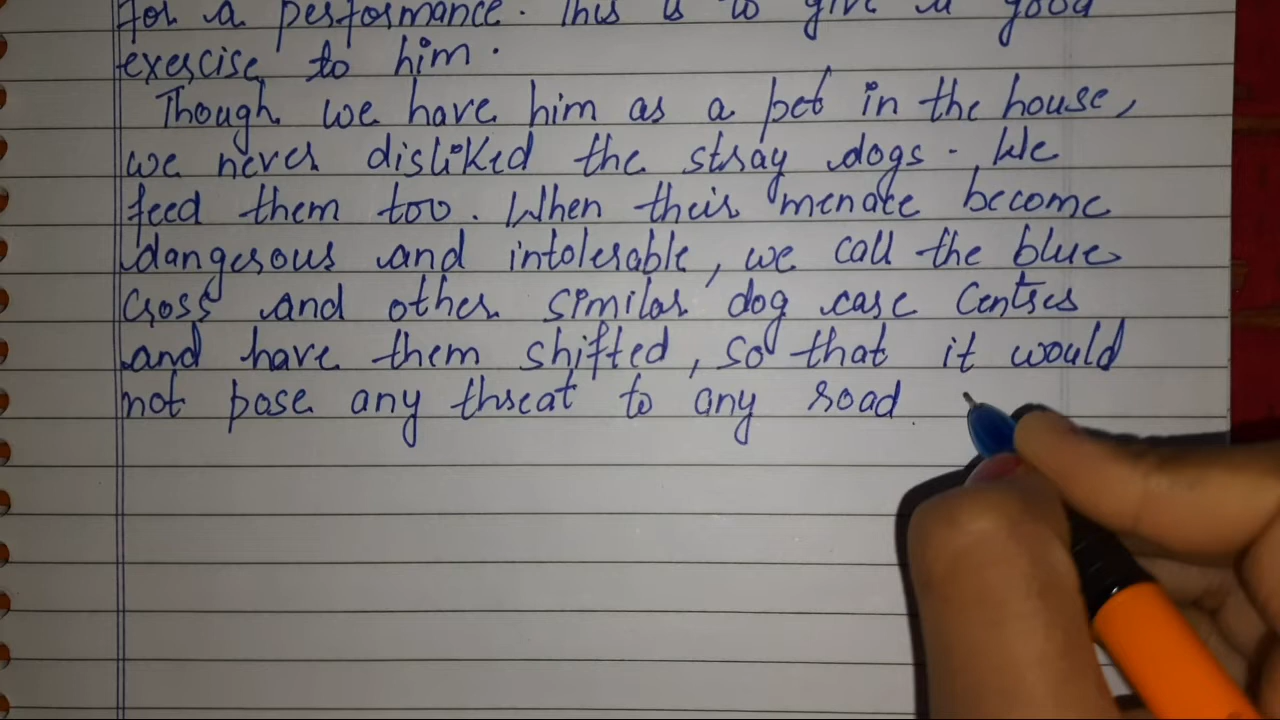 for a performance. This is to give a good
exercise to him.
Though we have him as a pet in the house,
we never disliked the stray dogs. We
feed them too. When their menace become
dangerous and intolerable, we call the blue
cross and other similar dog care centres
and have them shifted, so that it would
not pose any threat to any road